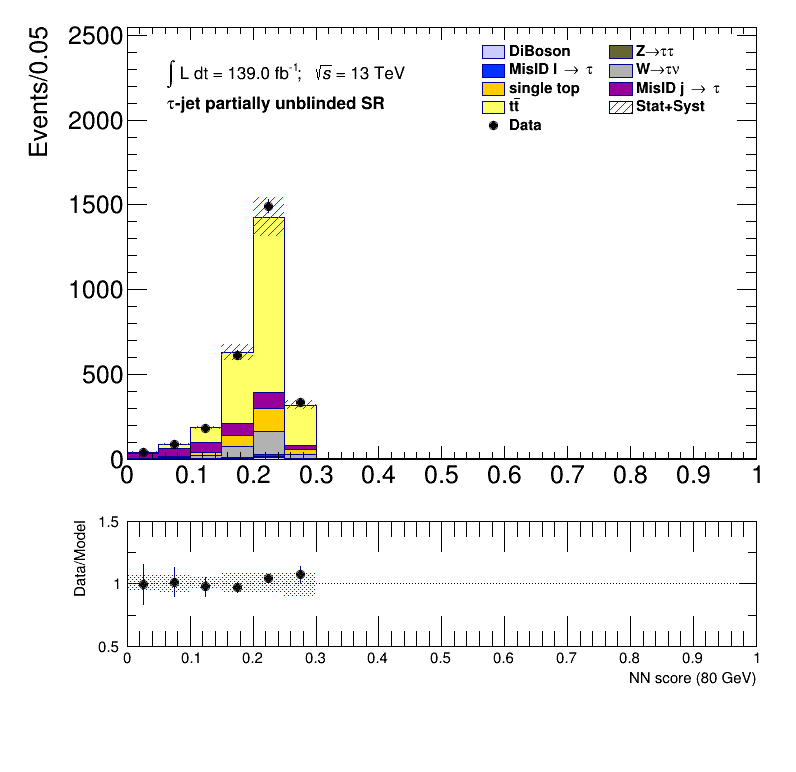 Events/0.05
2500
2000
1500
1000
500
0
∫ L dt = 139.0 fb⁻¹; √s = 13 TeV
τ-jet partially unblinded SR
DiBoson
MisID l → τ
single top
tt̄
Data
Z→ττ
W→τν
MisID j → τ
Stat+Syst
0 0.1 0.2 0.3 0.4 0.5 0.6 0.7 0.8 0.9 1
Data/Model
1.5
1
0.5
0 0.1 0.2 0.3 0.4 0.5 0.6 0.7 0.8 0.9 1
NN score (80 GeV)